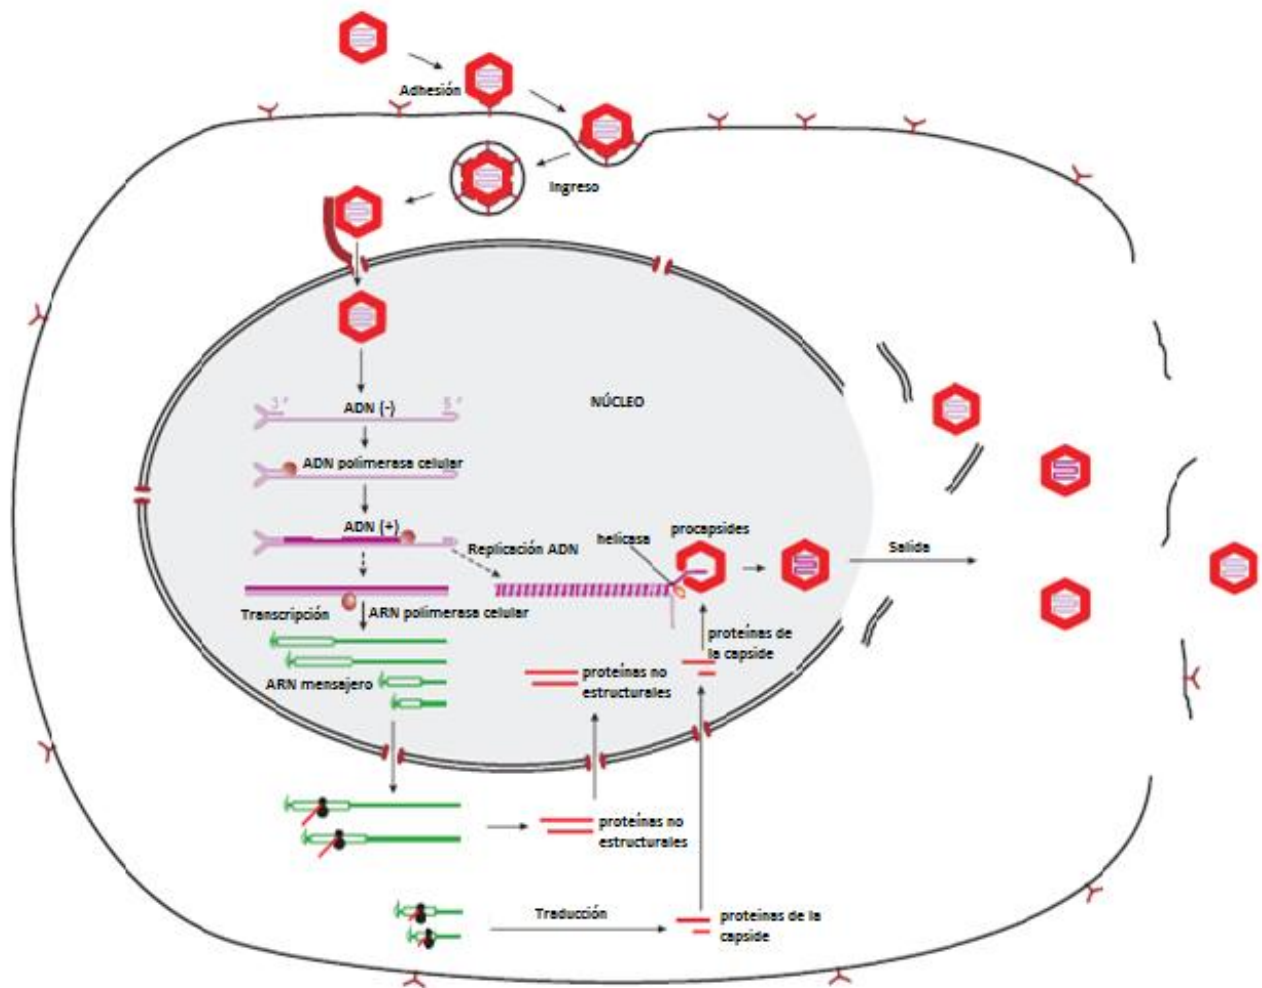 Adhesión
Ingreso
NÚCLEO
3'
ADN (-)
5'
ADN polimerasa celular
ADN (+)
Replicación ADN
helicasa
procapsides
Salida
Transcripción
ARN polimerasa celular
ARN mensajero
proteínas no
estructurales
proteínas de
la capside
proteínas no
estructurales
Traducción
proteinas de la
capside